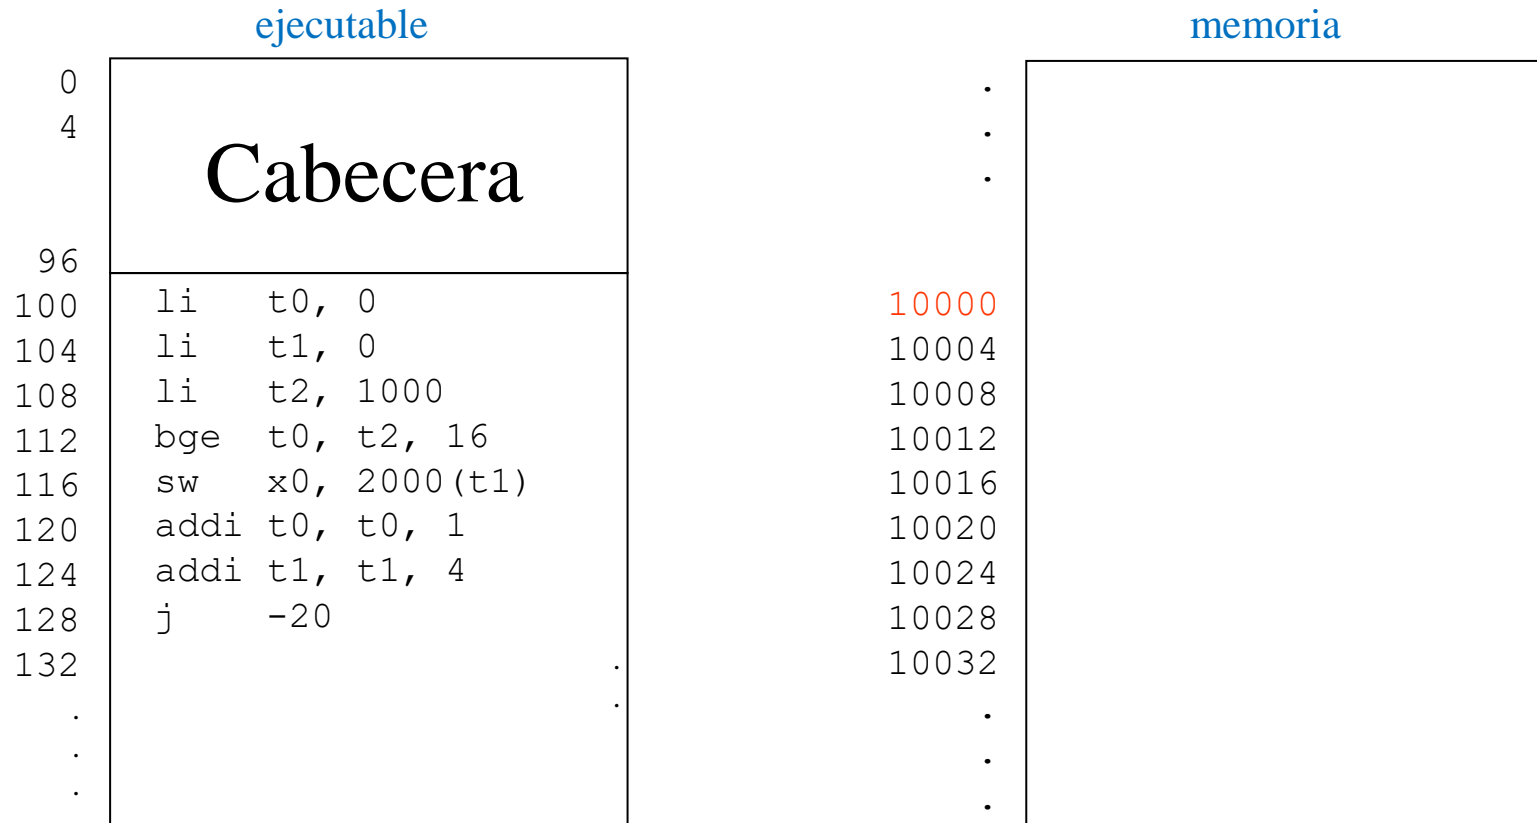 ejecutable
0
4
Cabecera
96
100 li t0, 0
104 li t1, 0
108 li t2, 1000
112 bge t0, t2, 16
116 sw x0, 2000(t1)
120 addi t0, t0, 1
124 addi t1, t1, 4
128 j -20
132 .
. .
.
.
memoria
.
.
.
10000
10004
10008
10012
10016
10020
10024
10028
10032
.
.
.